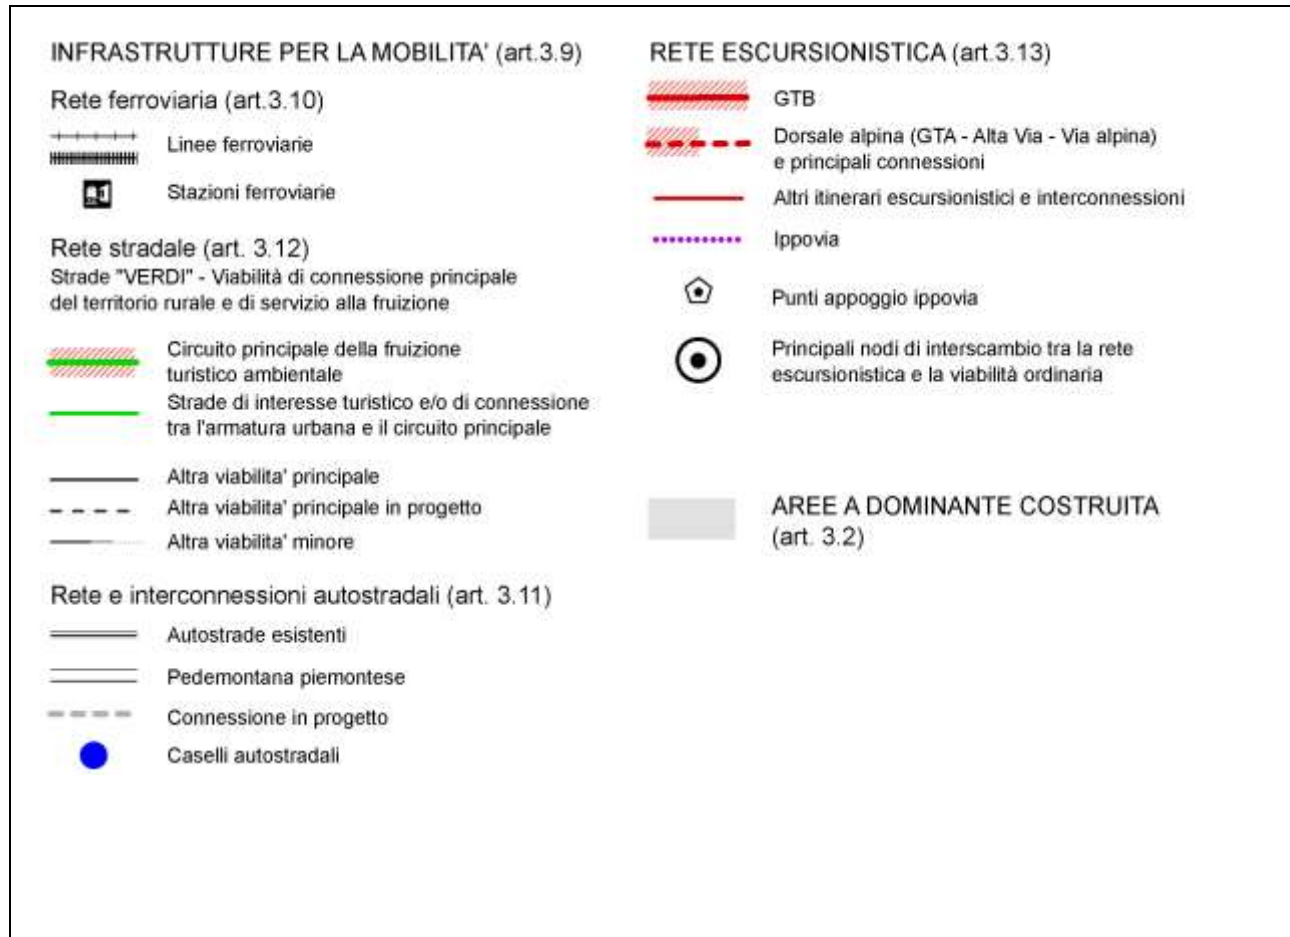 INFRASTRUTTURE PER LA MOBILITA' (art.3.9)
Rete ferroviaria (art.3.10)
Linee ferroviarie
Stazioni ferroviarie
Rete stradale (art. 3.12)
Strade "VERDI" - Viabilità di connessione principale
del territorio rurale e di servizio alla fruizione
Circuito principale della fruizione
turistico ambientale
Strade di interesse turistico e/o di connessione
tra l'armatura urbana e il circuito principale
Altra viabilita' principale
Altra viabilita' principale in progetto
Altra viabilita' minore
Rete e interconnessioni autostradali (art. 3.11)
Autostrade esistenti
Pedemontana piemontese
Connessione in progetto
Caselli autostradali
RETE ESCURSIONISTICA (art.3.13)
GTB
Dorsale alpina (GTA - Alta Via - Via alpina)
e principali connessioni
Altri itinerari escursionistici e interconnessioni
Ippovia
Punti appoggio ippovia
Principali nodi di interscambio tra la rete
escursionistica e la viabilità ordinaria
AREE A DOMINANTE COSTRUITA
(art. 3.2)